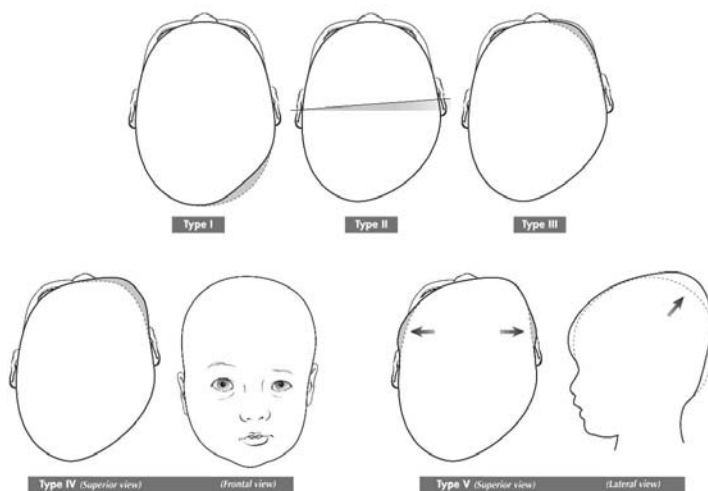 Type I
Type II
Type III
Type IV (Superior view)
(Frontal view)
Type V (Superior view)
(Lateral view)